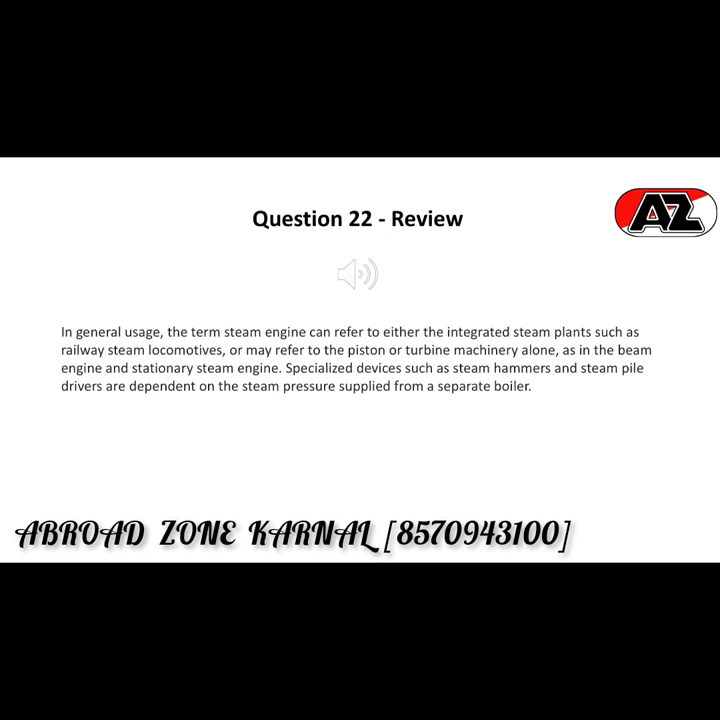 Question 22 - Review
AZ
In general usage, the term steam engine can refer to either the integrated steam plants such as
railway steam locomotives, or may refer to the piston or turbine machinery alone, as in the beam
engine and stationary steam engine. Specialized devices such as steam hammers and steam pile
drivers are dependent on the steam pressure supplied from a separate boiler.
ABROAD ZONE KARNAL [8570943100]